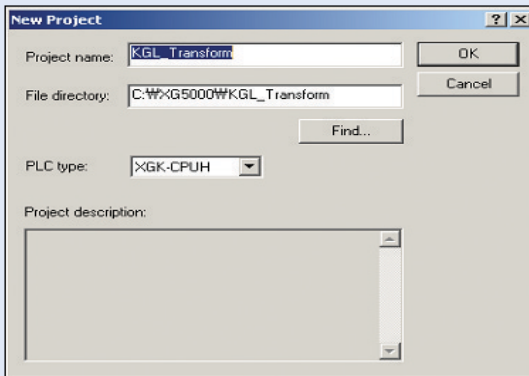 New Project
Project name: KGL_Transform OK
File directory: C:₩XG5000₩KGL_Transform Cancel
Find...
PLC type: XGK-CPUH
Project description: